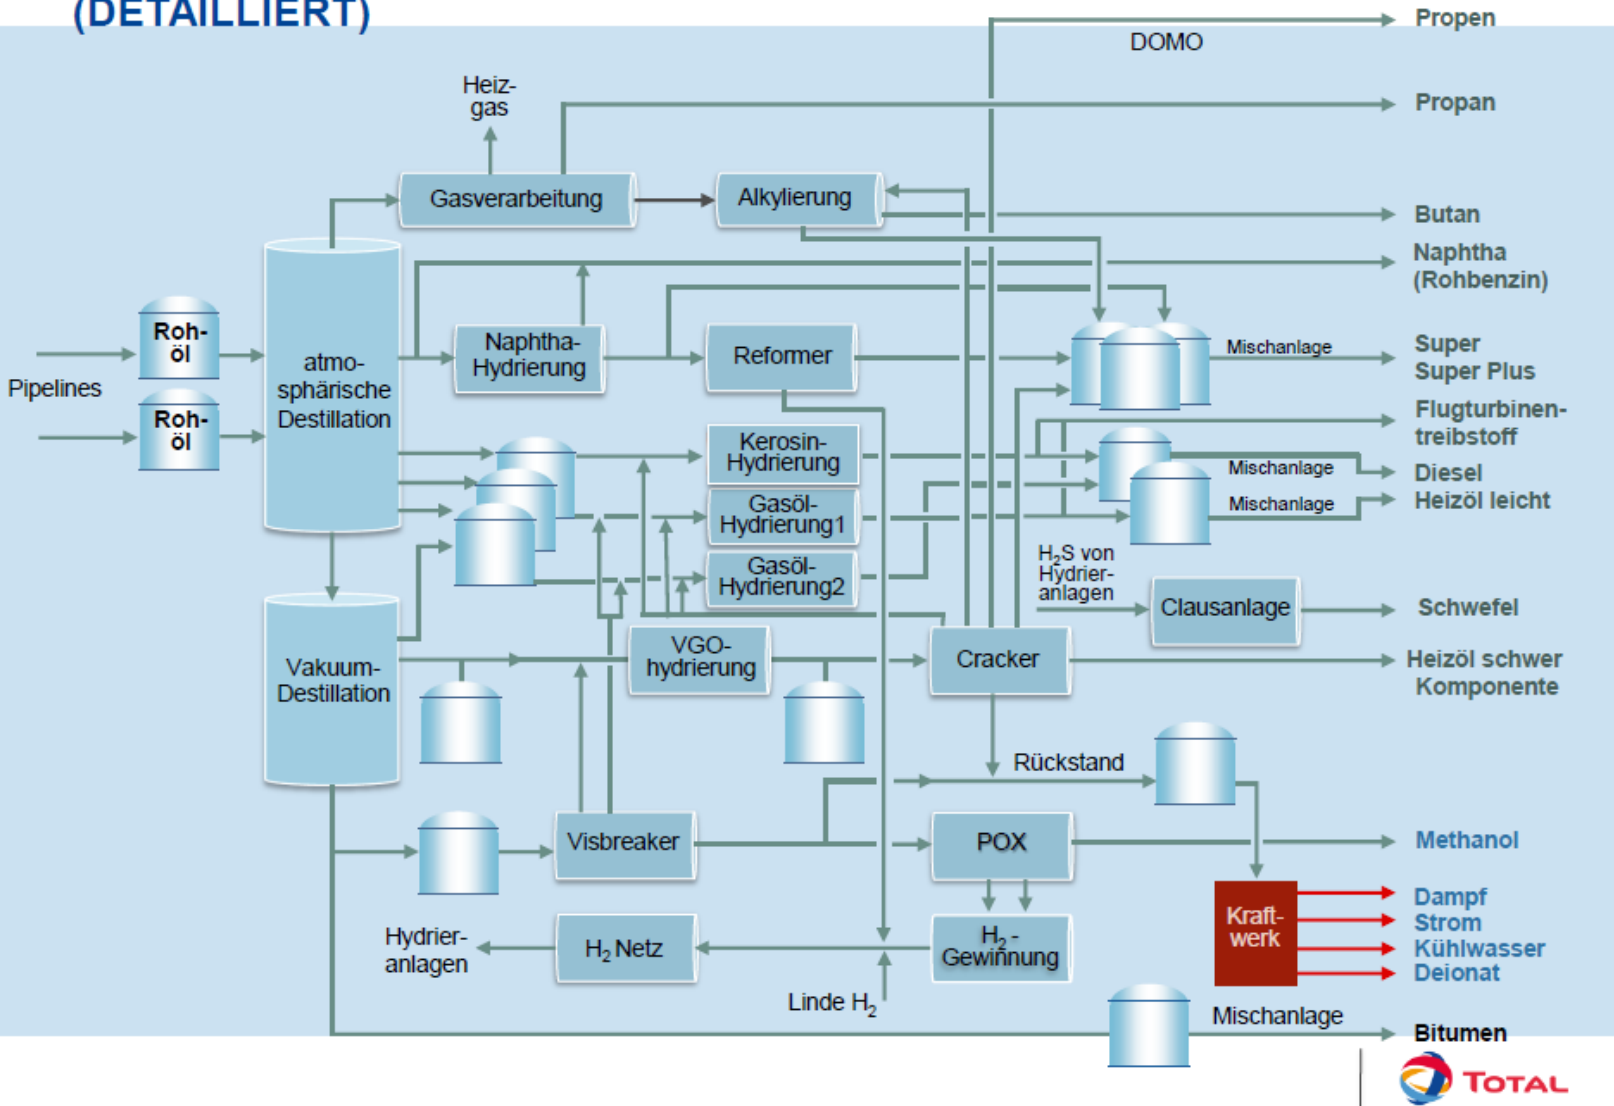 (DETAILLIERT)
Propen
DOMO
Heiz-
gas
Propan
Gasverarbeitung
Alkylierung
Butan
Naphtha
(Rohbenzin)
Roh-
öl
Pipelines
Roh-
öl
atmo-
sphärische
Destillation
Naphtha-
Hydrierung
Reformer
Mischanlage
Super
Super Plus
Flugturbinen-
treibstoff
Kerosin-
Hydrierung
Mischanlage
Diesel
Gasöl-
Hydrierung1
Mischanlage
Heizöl leicht
Gasöl-
Hydrierung2
H₂S von
Hydrier-
anlagen
Clausanlage
Schwefel
Vakuum-
Destillation
VGO-
hydrierung
Cracker
Heizöl schwer
Komponente
Rückstand
Visbreaker
POX
Methanol
Kraft-
werk
Dampf
Strom
Kühlwasser
Deionat
Hydrier-
anlagen
H₂ Netz
H₂ -
Gewinnung
Linde H₂
Mischanlage
Bitumen
TOTAL